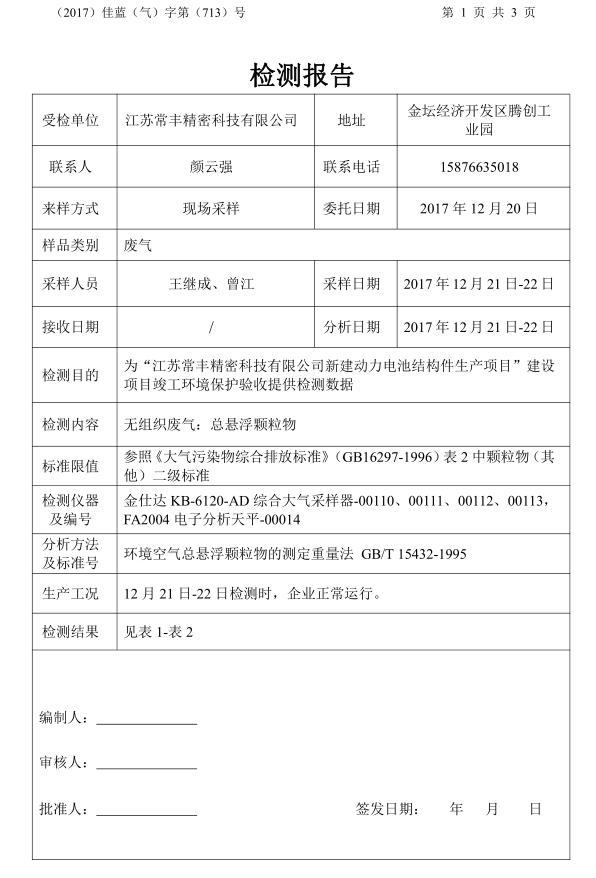 （2017）佳蓝（气）字第（713）号 第 1 页 共 3 页
检测报告
受检单位 江苏常丰精密科技有限公司 地址 金坛经济开发区腾创工
业园
联系人 颜云强 联系电话 15876635018
来样方式 现场采样 委托日期 2017 年 12 月 20 日
样品类别 废气
采样人员 王继成、曾江 采样日期 2017 年 12 月 21 日-22 日
接收日期 / 分析日期 2017 年 12 月 21 日-22 日
检测目的 为“江苏常丰精密科技有限公司新建动力电池结构件生产项目”建设
项目竣工环境保护验收提供检测数据
检测内容 无组织废气：总悬浮颗粒物
标准限值 参照《大气污染物综合排放标准》（GB16297-1996）表 2 中颗粒物（其
他）二级标准
检测仪器 金仕达 KB-6120-AD 综合大气采样器-00110、00111、00112、00113，
及编号 FA2004 电子分析天平-00014
分析方法
及标准号 环境空气总悬浮颗粒物的测定重量法 GB/T 15432-1995
生产工况 12 月 21 日-22 日检测时，企业正常运行。
检测结果 见表 1-表 2
编制人：
审核人：
批准人： 签发日期： 年 月 日